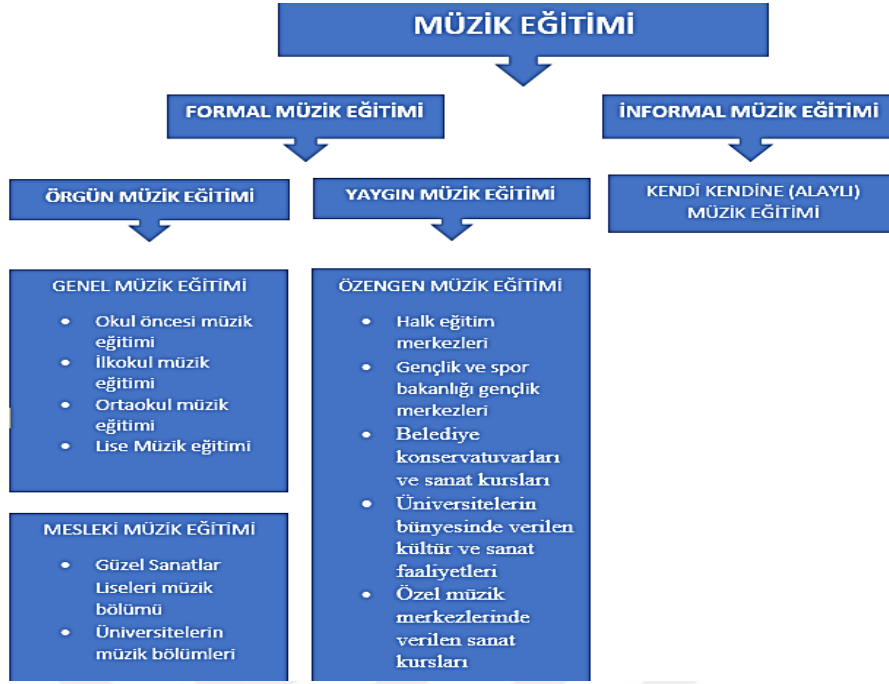 MÜZİK EĞİTİMİ
FORMAL MÜZİK EĞİTİMİ
İNFORMAL MÜZİK EĞİTİMİ
ÖRGÜN MÜZİK EĞİTİMİ
YAYGIN MÜZİK EĞİTİMİ
KENDİ KENDİNE (ALAYLI)
MÜZİK EĞİTİMİ
GENEL MÜZİK EĞİTİMİ
• Okul öncesi müzik
eğitimi
• İlkokul müzik
eğitimi
• Ortaokul müzik
eğitimi
• Lise Müzik eğitimi
MESLEKİ MÜZİK EĞİTİMİ
• Güzel Sanatlar
Liseleri müzik
bölümü
• Üniversitelerin
müzik bölümleri
ÖZENGEN MÜZİK EĞİTİMİ
• Halk eğitim
merkezleri
• Gençlik ve spor
bakanlığı gençlik
merkezleri
• Belediye
konservatuvarları
ve sanat kursları
• Üniversitelerin
bünyesinde verilen
kültür ve sanat
faaliyetleri
• Özel müzik
merkezlerinde
verilen sanat
kursları